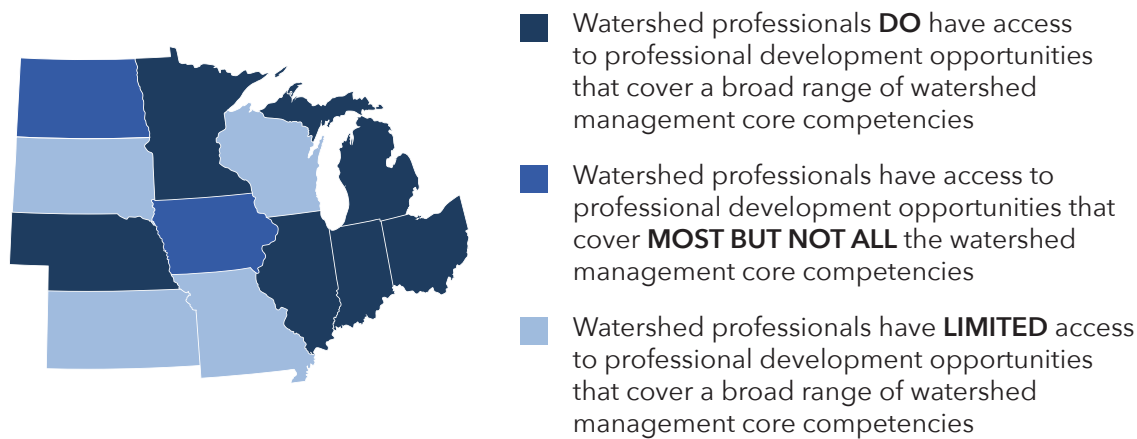 Watershed professionals DO have access
to professional development opportunities
that cover a broad range of watershed
management core competencies
Watershed professionals have access to
professional development opportunities that
cover MOST BUT NOT ALL the watershed
management core competencies
Watershed professionals have LIMITED access
to professional development opportunities
that cover a broad range of watershed
management core competencies